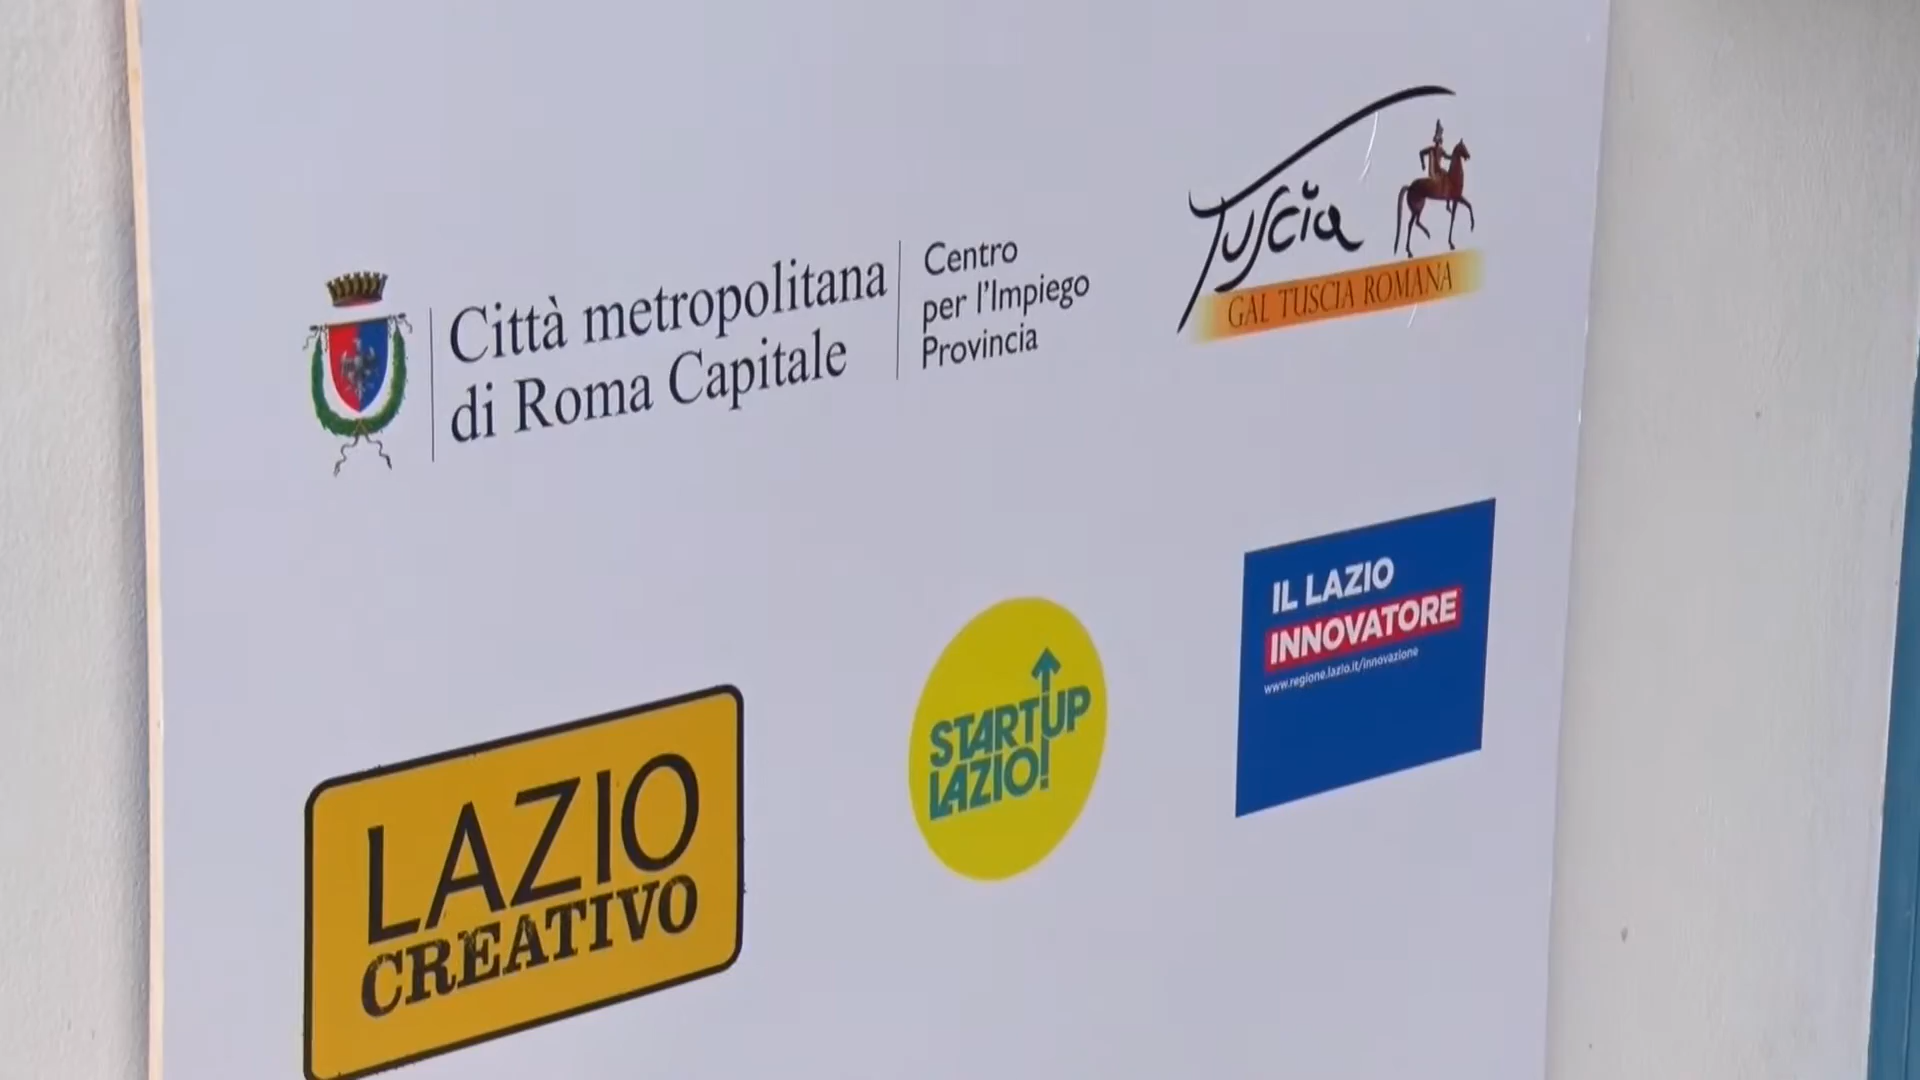 Città metropolitana
di Roma Capitale
Centro
per l'Impiego
Provincia
Tuscia
GAL TUSCIA ROMANA
LAZIO
CREATIVO
STARTUP
LAZIO!
IL LAZIO
INNOVATORE
www.regione.lazio.it/innovazione